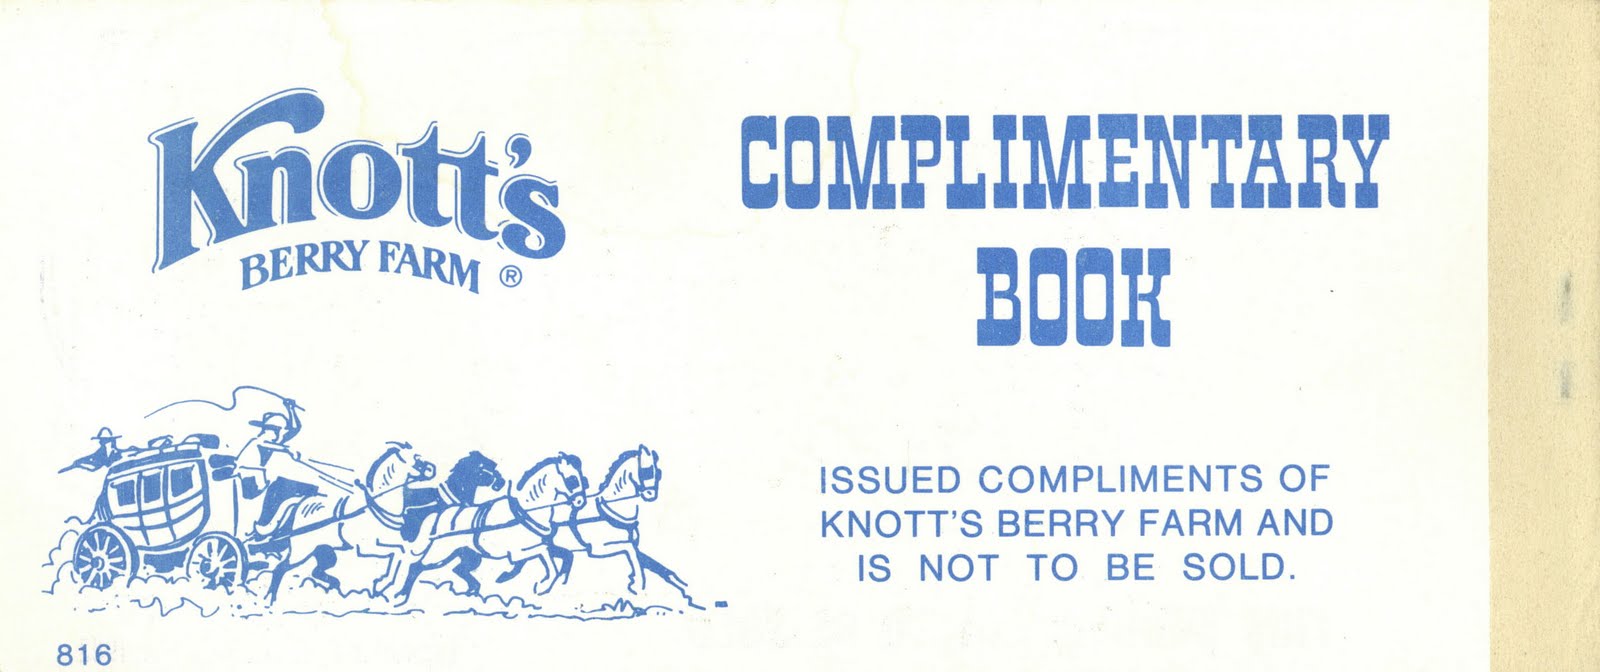 Knott's
BERRY FARM ®
COMPLIMENTARY
BOOK
ISSUED COMPLIMENTS OF
KNOTT'S BERRY FARM AND
IS NOT TO BE SOLD.
816